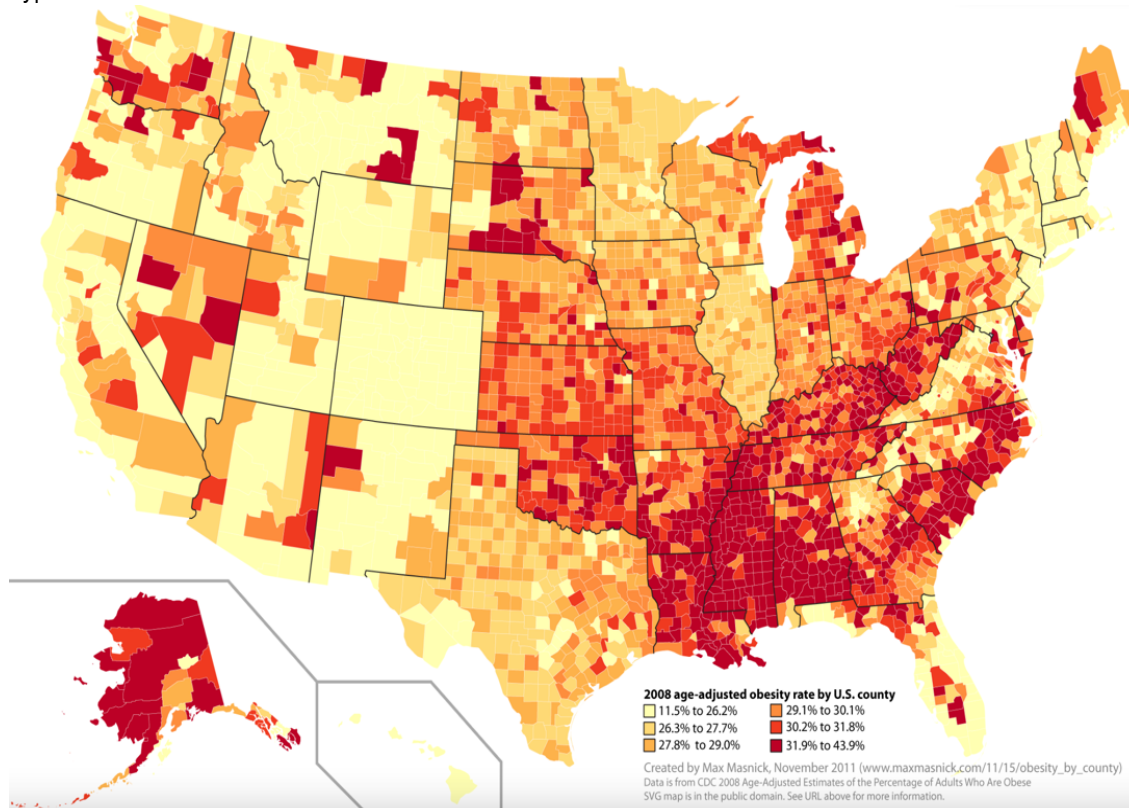 2008 age-adjusted obesity rate by U.S. county
11.5% to 26.2%
26.3% to 27.7%
27.8% to 29.0%
29.1% to 30.1%
30.2% to 31.8%
31.9% to 43.9%
Created by Max Masnick, November 2011 (www.maxmasnick.com/11/15/obesity_by_county)
Data is from CDC 2008 Age-Adjusted Estimates of the Percentage of Adults Who Are Obese
SVG map is in the public domain. See URL above for more information.